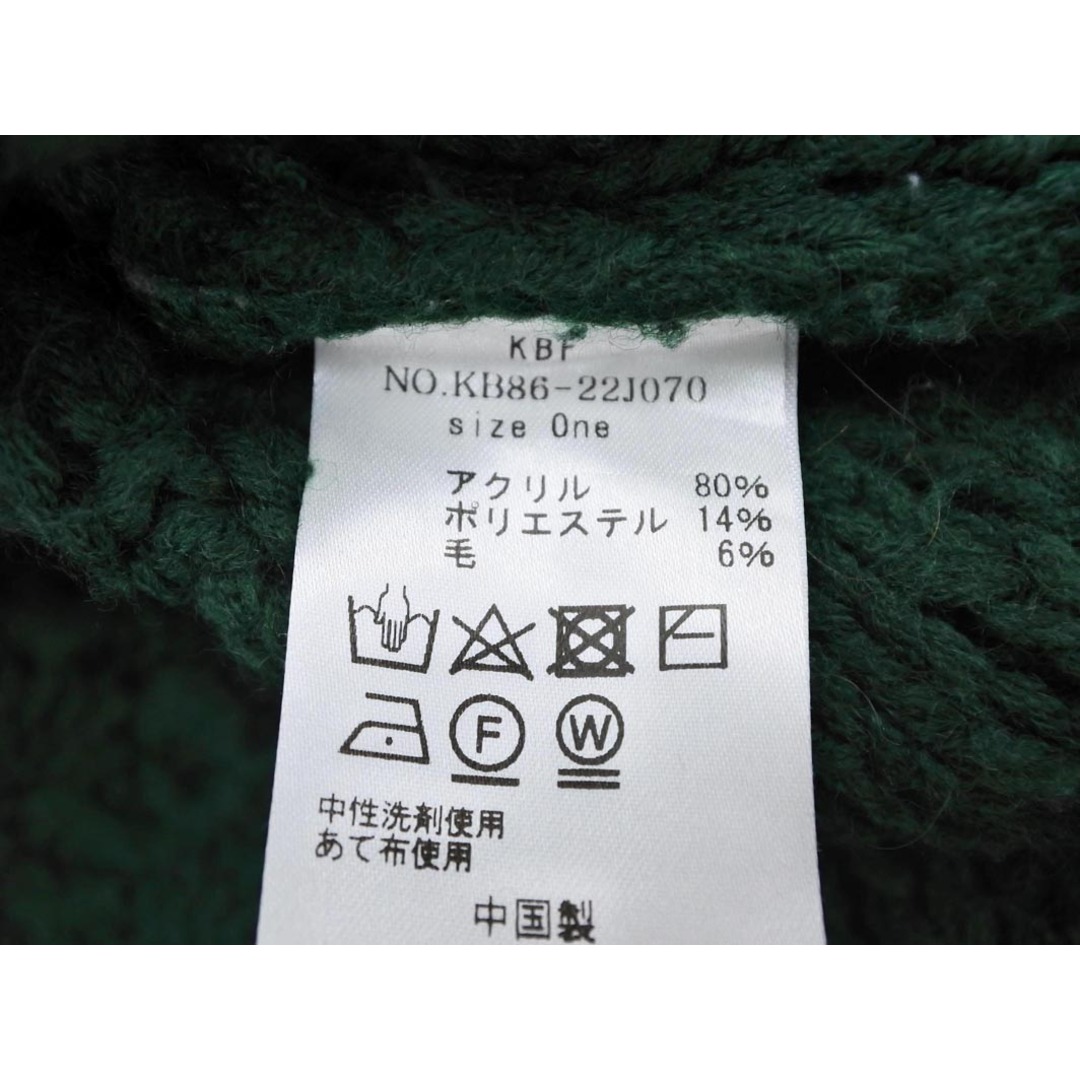 KBF
NO.KB86-22J070
size One
アクリル 80%
ポリエステル 14%
毛 6%
F W
中性洗剤使用
あて布使用
中国製